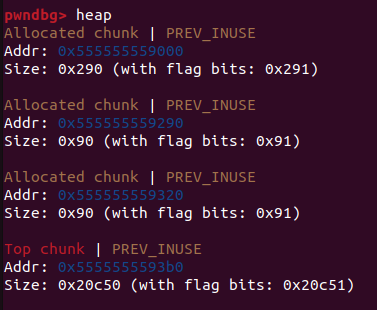 pwndbg> heap
Allocated chunk | PREV_INUSE
Addr: 0x555555559000
Size: 0x290 (with flag bits: 0x291)
Allocated chunk | PREV_INUSE
Addr: 0x555555559290
Size: 0x90 (with flag bits: 0x91)
Allocated chunk | PREV_INUSE
Addr: 0x555555559320
Size: 0x90 (with flag bits: 0x91)
Top chunk | PREV_INUSE
Addr: 0x5555555593b0
Size: 0x20c50 (with flag bits: 0x20c51)